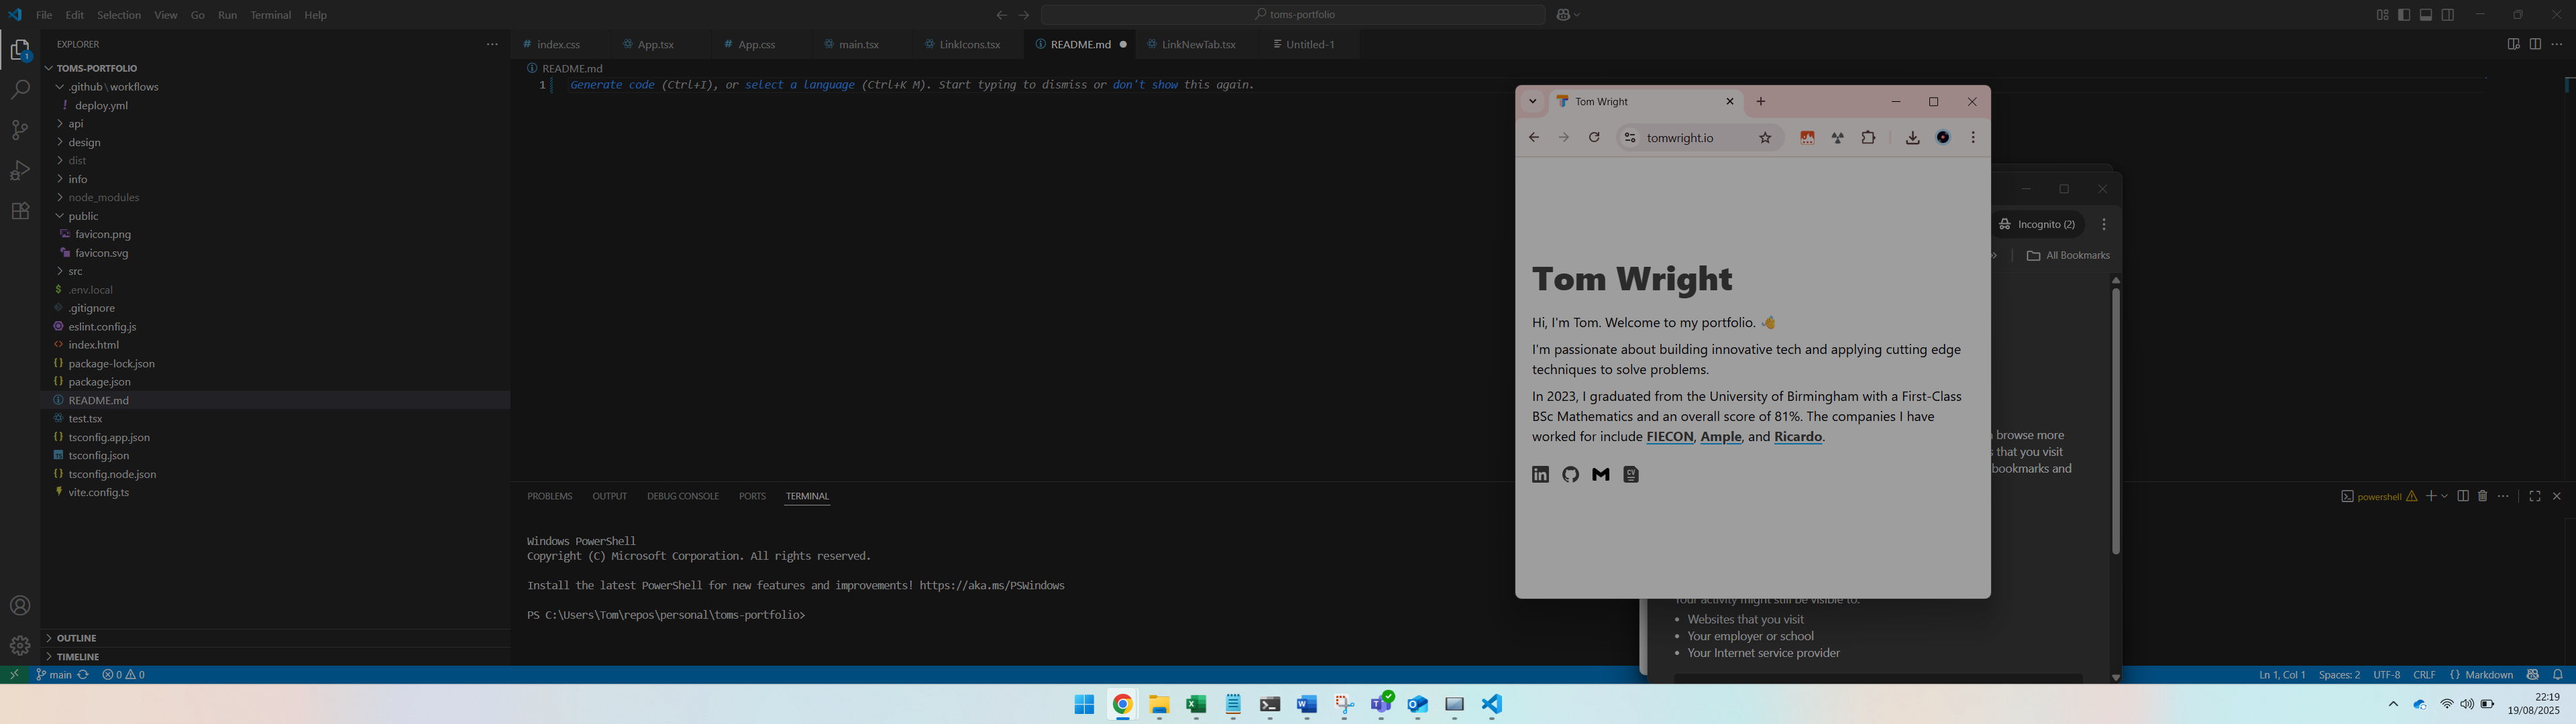 File Edit Selection View Go Run Terminal Help
toms-portfolio
EXPLORER
TOMS-PORTFOLIO
.github \ workflows
deploy.yml
api
design
dist
info
node_modules
public
favicon.png
favicon.svg
src
.env.local
.gitignore
eslint.config.js
index.html
package-lock.json
package.json
README.md
test.tsx
tsconfig.app.json
tsconfig.json
tsconfig.node.json
vite.config.ts
OUTLINE
TIMELINE
index.css App.tsx App.css main.tsx LinkIcons.tsx README.md LinkNewTab.tsx Untitled-1
README.md
1 Generate code (Ctrl+I), or select a language (Ctrl+K M). Start typing to dismiss or don't show this again.
PROBLEMS OUTPUT DEBUG CONSOLE PORTS TERMINAL
powershell
Windows PowerShell
Copyright (C) Microsoft Corporation. All rights reserved.
Install the latest PowerShell for new features and improvements! https://aka.ms/PSWindows
PS C:\Users\Tom\repos\personal\toms-portfolio>
Tom Wright
tomwright.io
Tom Wright
Hi, I'm Tom. Welcome to my portfolio. 👋
I'm passionate about building innovative tech and applying cutting edge
techniques to solve problems.
In 2023, I graduated from the University of Birmingham with a First-Class
BSc Mathematics and an overall score of 81%. The companies I have
worked for include FIECON, Ample, and Ricardo.
CV
Incognito (2)
All Bookmarks
browse more
that you visit
bookmarks and
Your activity might still be visible to:
• Websites that you visit
• Your employer or school
• Your Internet service provider
main 0 0
Ln 1, Col 1 Spaces: 2 UTF-8 CRLF {} Markdown
22:19
19/08/2025